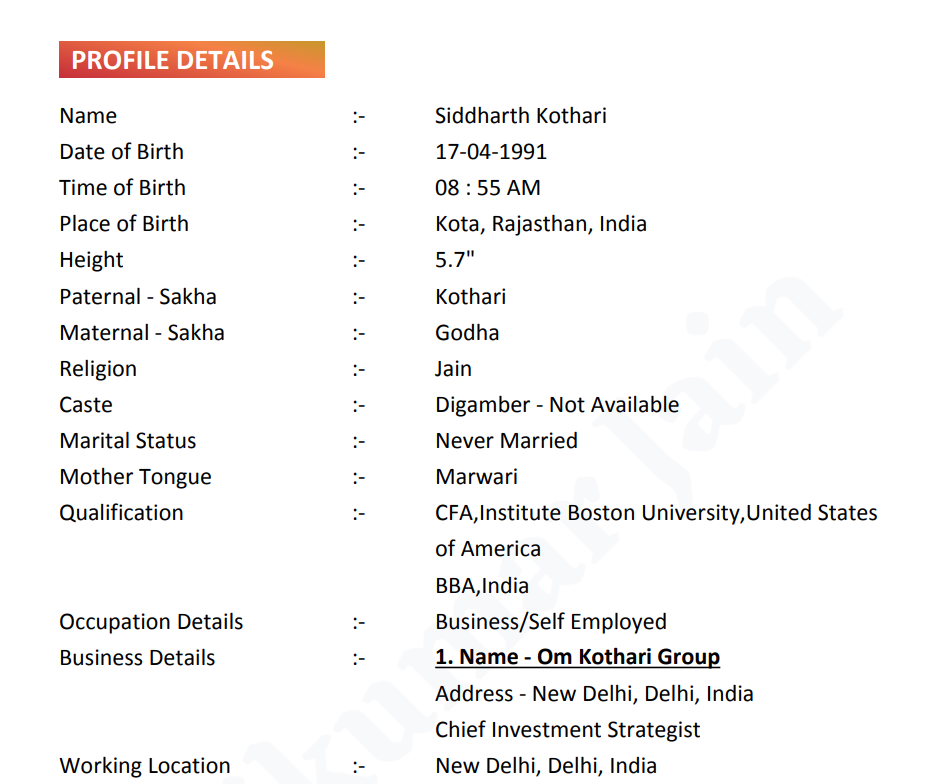 PROFILE DETAILS
Name :- Siddharth Kothari
Date of Birth :- 17-04-1991
Time of Birth :- 08 : 55 AM
Place of Birth :- Kota, Rajasthan, India
Height :- 5.7"
Paternal - Sakha :- Kothari
Maternal - Sakha :- Godha
Religion :- Jain
Caste :- Digamber - Not Available
Marital Status :- Never Married
Mother Tongue :- Marwari
Qualification :- CFA,Institute Boston University,United States
of America
BBA,India
Occupation Details :- Business/Self Employed
Business Details :- 1. Name - Om Kothari Group
Address - New Delhi, Delhi, India
Chief Investment Strategist
Working Location :- New Delhi, Delhi, India
Jain